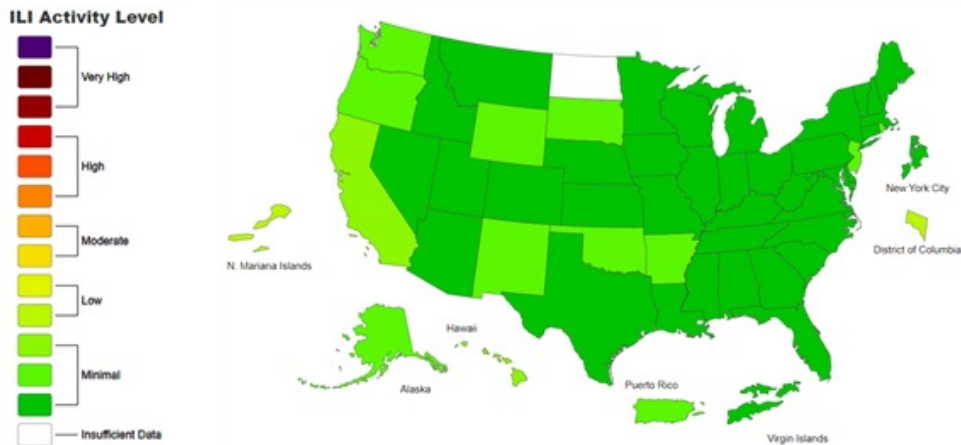 ILI Activity Level
Very High
High
Moderate
Low
Minimal
Insufficient Data
N. Mariana Islands
Alaska
Hawaii
Puerto Rico
Virgin Islands
New York City
District of Columbia